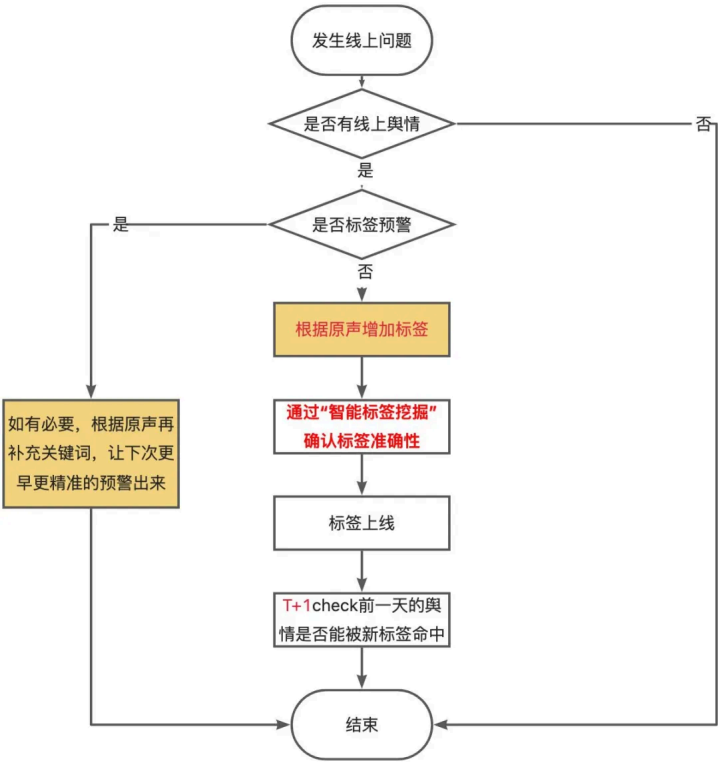 发生线上问题
是否有线上舆情
否
是
是否标签预警
是
否
根据原声增加标签
如有必要，根据原声再
补充关键词，让下次更
早更精准的预警出来
通过“智能标签挖掘”
确认标签准确性
标签上线
T+1check前一天的舆
情是否能被新标签命中
结束